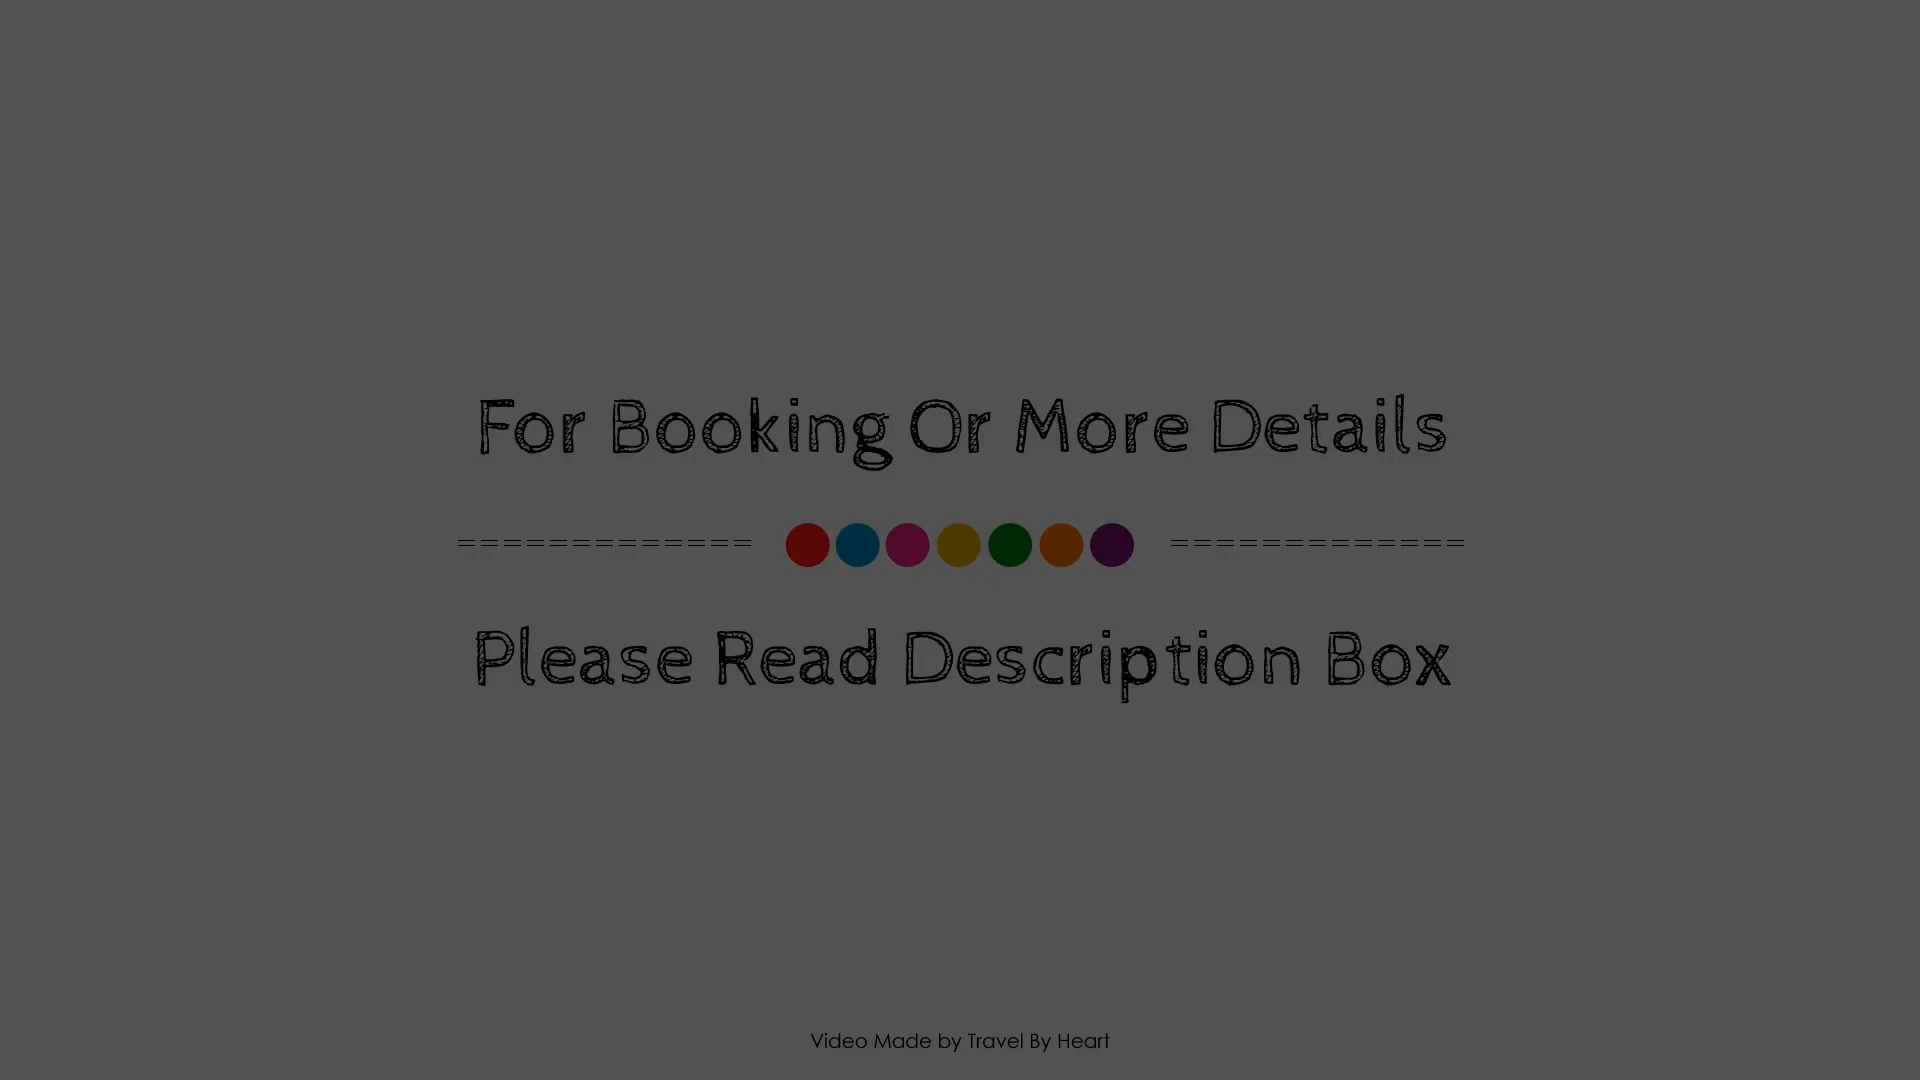 For Booking Or More Details
============= =============
Please Read Description Box
Video Made by Travel By Heart